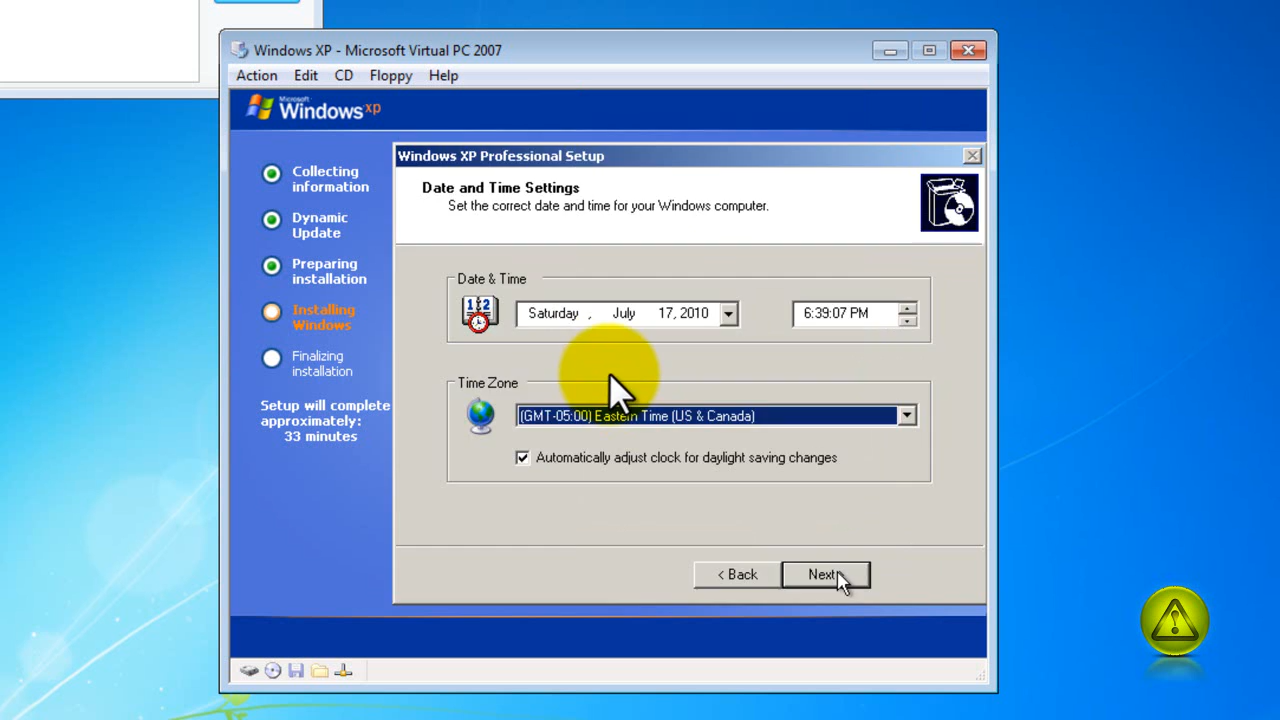 Windows XP - Microsoft Virtual PC 2007
Action Edit CD Floppy Help
Microsoft
Windows xp
Windows XP Professional Setup
Date and Time Settings
Set the correct date and time for your Windows computer.
Collecting
information
Dynamic
Update
Preparing
installation
Installing
Windows
Finalizing
installation
Setup will complete
approximately:
33 minutes
Date & Time
12
Saturday , July 17, 2010
6:39:07 PM
Time Zone
(GMT-05:00) Eastern Time (US & Canada)
Automatically adjust clock for daylight saving changes
< Back
Next